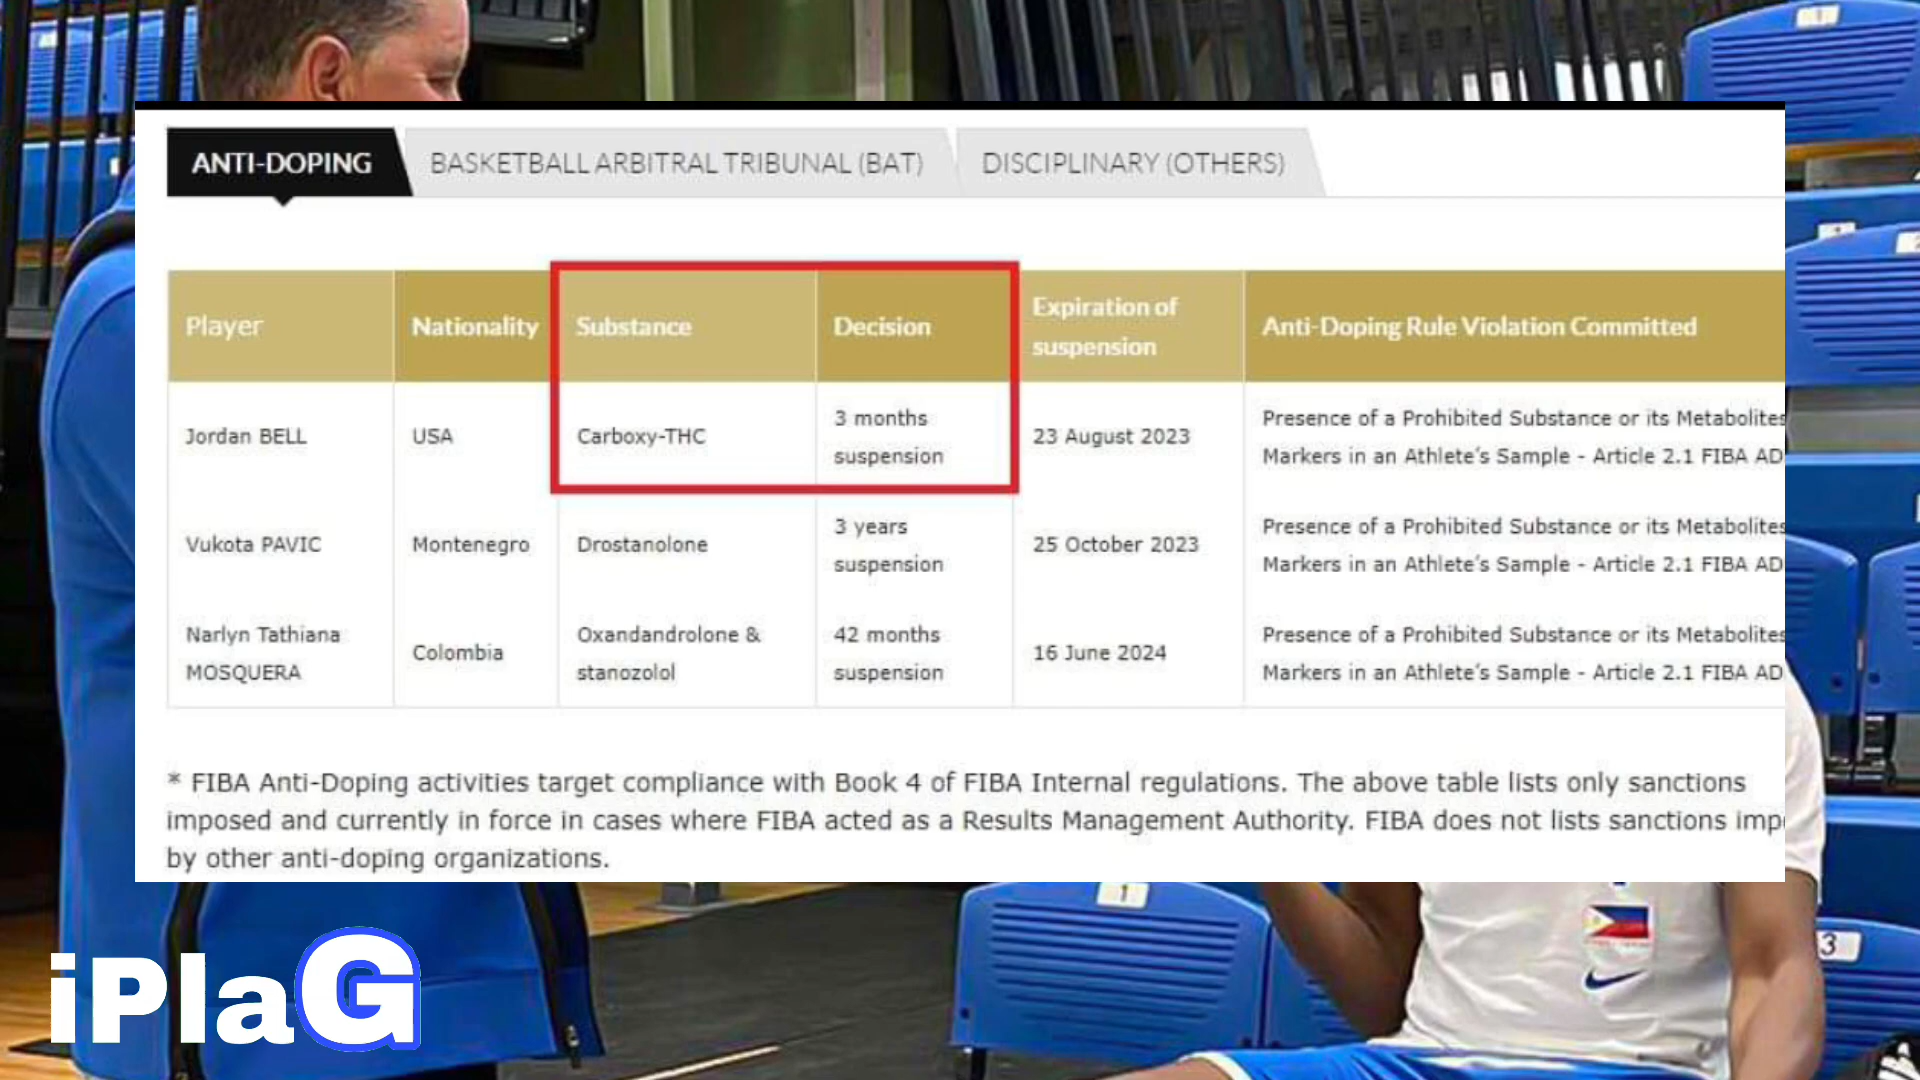 ANTI-DOPING
BASKETBALL ARBITRAL TRIBUNAL (BAT)
DISCIPLINARY (OTHERS)
Player
Nationality
Substance
Decision
Expiration of
suspension
Anti-Doping Rule Violation Committed
Jordan BELL
USA
Carboxy-THC
3 months
suspension
23 August 2023
Presence of a Prohibited Substance or its Metabolites
Markers in an Athlete's Sample - Article 2.1 FIBA AD
Vukota PAVIC
Montenegro
Drostanolone
3 years
suspension
25 October 2023
Presence of a Prohibited Substance or its Metabolites
Markers in an Athlete's Sample - Article 2.1 FIBA AD
Narlyn Tathiana
MOSQUERA
Colombia
Oxandandrolone &
stanozolol
42 months
suspension
16 June 2024
Presence of a Prohibited Substance or its Metabolites
Markers in an Athlete's Sample - Article 2.1 FIBA AD
* FIBA Anti-Doping activities target compliance with Book 4 of FIBA Internal regulations. The above table lists only sanctions
imposed and currently in force in cases where FIBA acted as a Results Management Authority. FIBA does not lists sanctions imp
by other anti-doping organizations.
1
3
iPlaG